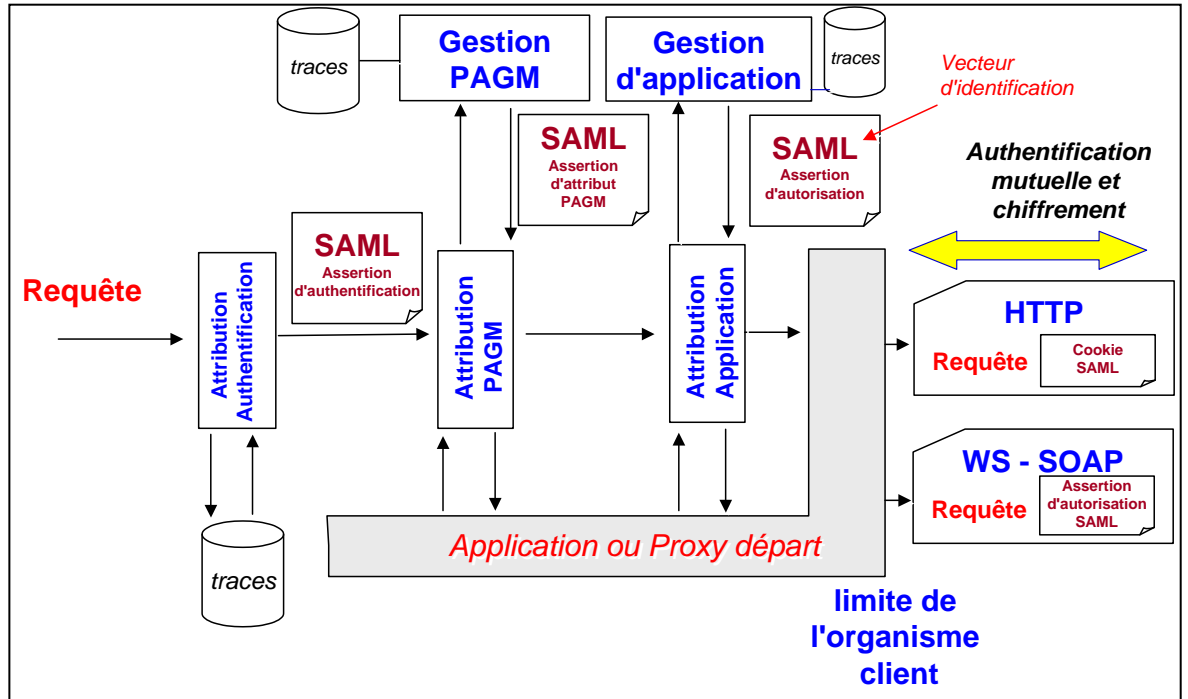 traces
Gestion
PAGM
Gestion
d'application
traces
Vecteur
d'identification
SAML
Assertion
d'attribut
PAGM
SAML
Assertion
d'autorisation
Authentification
mutuelle et
chiffrement
Requête
Attribution
Authentification
SAML
Assertion
d'authentification
Attribution
PAGM
Attribution
Application
HTTP
Requête
Cookie
SAML
WS - SOAP
Requête
Assertion
d'autorisation
SAML
traces
Application ou Proxy départ
limite de
l'organisme
client